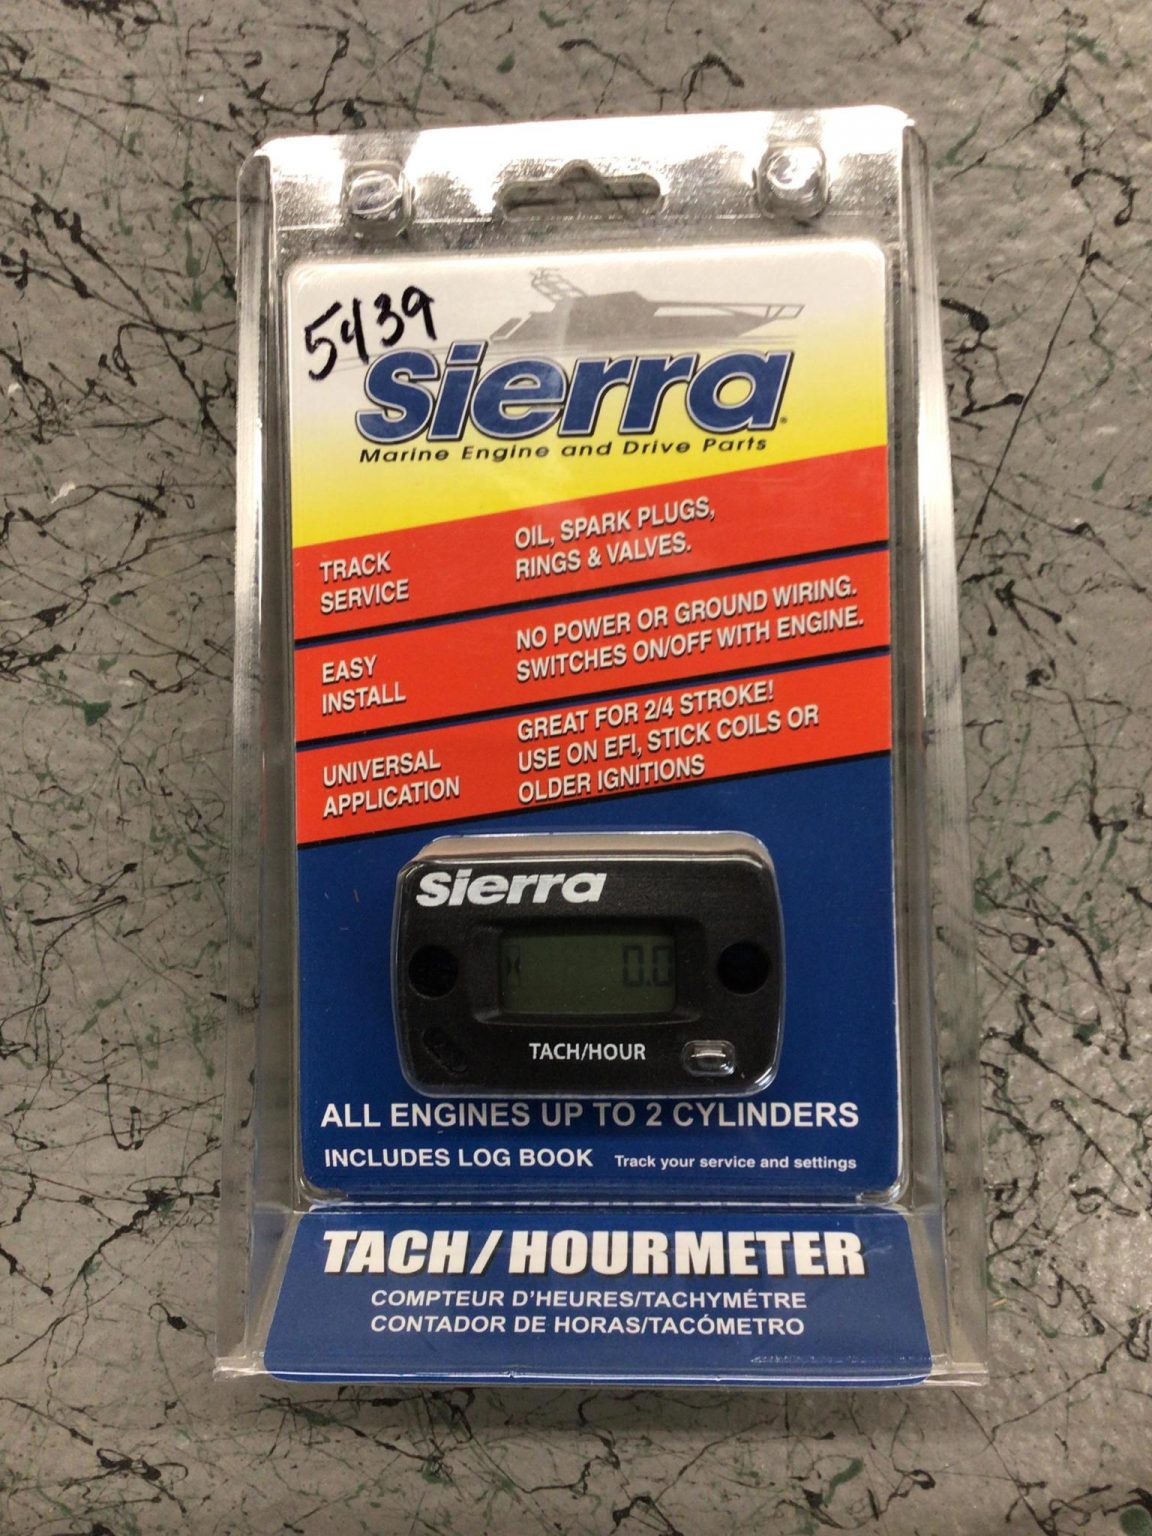 5439
Sierra
Marine Engine and Drive Parts
TRACK
SERVICE
OIL, SPARK PLUGS,
RINGS & VALVES.
EASY
INSTALL
NO POWER OR GROUND WIRING.
SWITCHES ON/OFF WITH ENGINE.
UNIVERSAL
APPLICATION
GREAT FOR 2/4 STROKE!
USE ON EFI, STICK COILS OR
OLDER IGNITIONS
sierra
0.0
TACH/HOUR
ALL ENGINES UP TO 2 CYLINDERS
INCLUDES LOG BOOK Track your service and settings
TACH/HOURMETER
COMPTEUR D'HEURES/TACHYMÉTRE
CONTADOR DE HORAS/TACÓMETRO